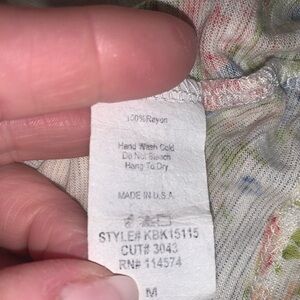 100% Rayon
Hand Wash Cold
Do Not Bleach
Hang To Dry
MADE IN U.S.A
STYLE# KBK15115
CUT# 3043
RN# 114574
M